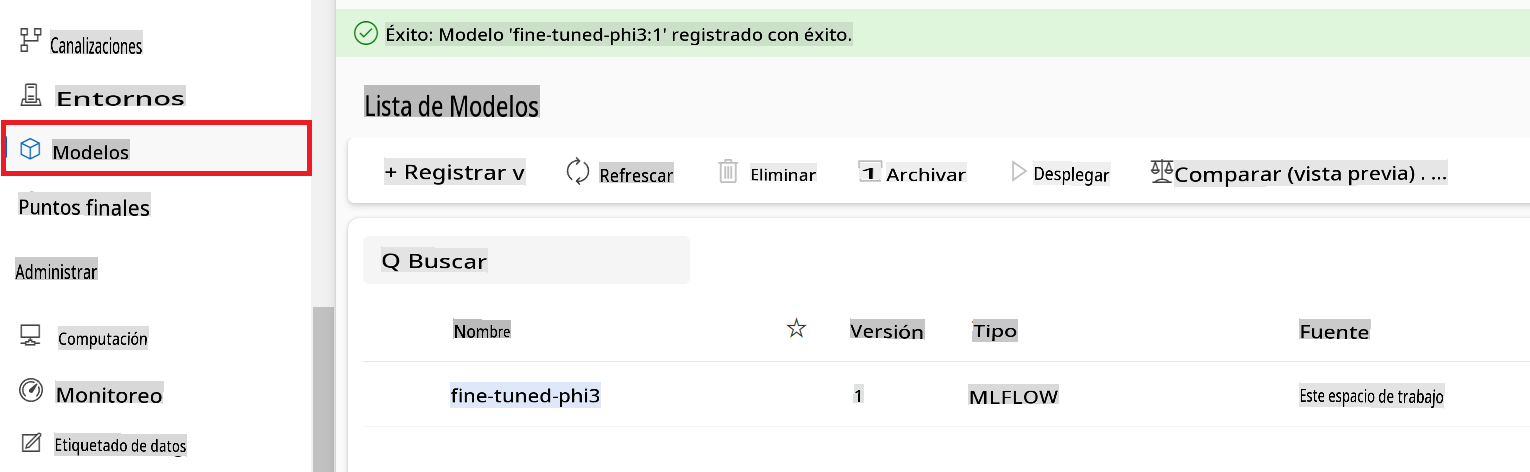 Canalizaciones
Entornos
Modelos
Puntos finales
Administrar
Computación
Monitoreo
Etiquetado de datos
Éxito: Modelo 'fine-tuned-phi3:1' registrado con éxito.
Lista de Modelos
+ Registrar v Refrescar Eliminar 1 Archivar Desplegar Comparar (vista previa) . ...
Q Buscar
Nombre Versión Tipo Fuente
fine-tuned-phi3 1 MLFLOW Este espacio de trabajo